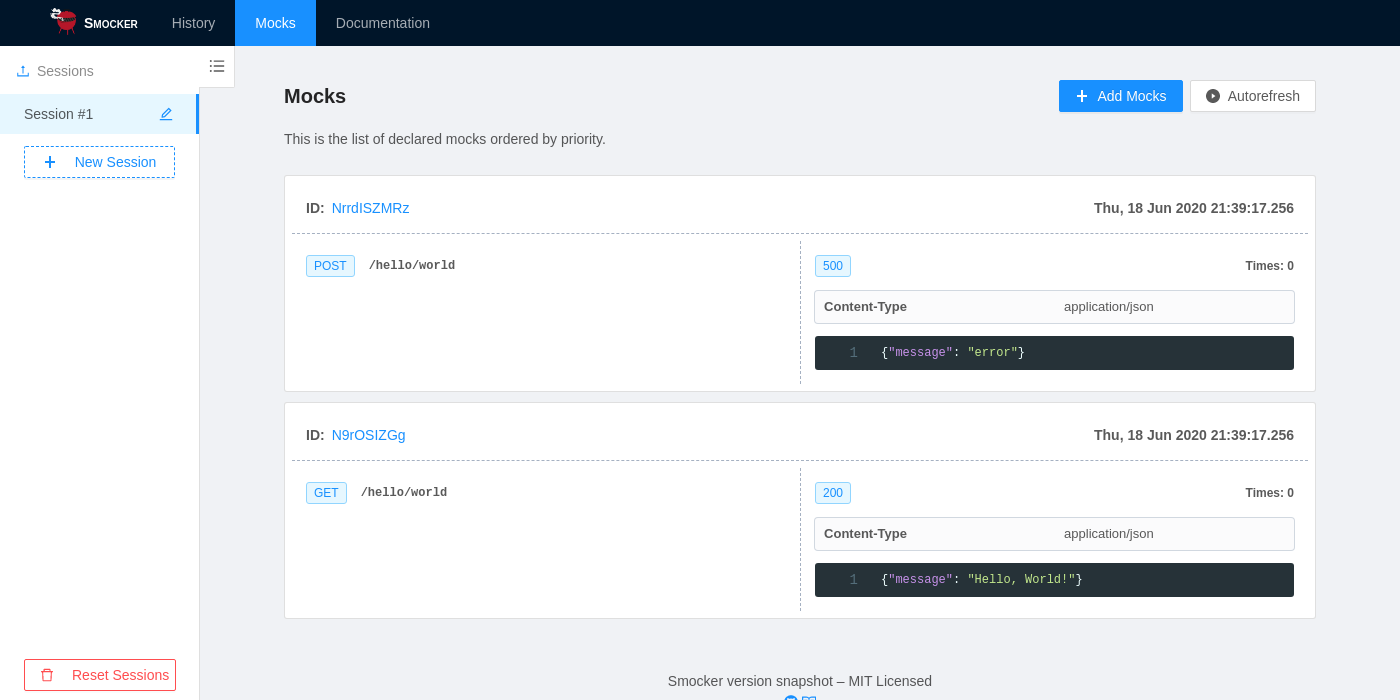 Smocker History Mocks Documentation
Sessions
Session #1
New Session
Mocks
Add Mocks Autorefresh
This is the list of declared mocks ordered by priority.
ID: NrrdISZMRz Thu, 18 Jun 2020 21:39:17.256
POST /hello/world 500 Times: 0
Content-Type application/json
1 {"message": "error"}
ID: N9rOSIZGg Thu, 18 Jun 2020 21:39:17.256
GET /hello/world 200 Times: 0
Content-Type application/json
1 {"message": "Hello, World!"}
Reset Sessions
Smocker version snapshot – MIT Licensed